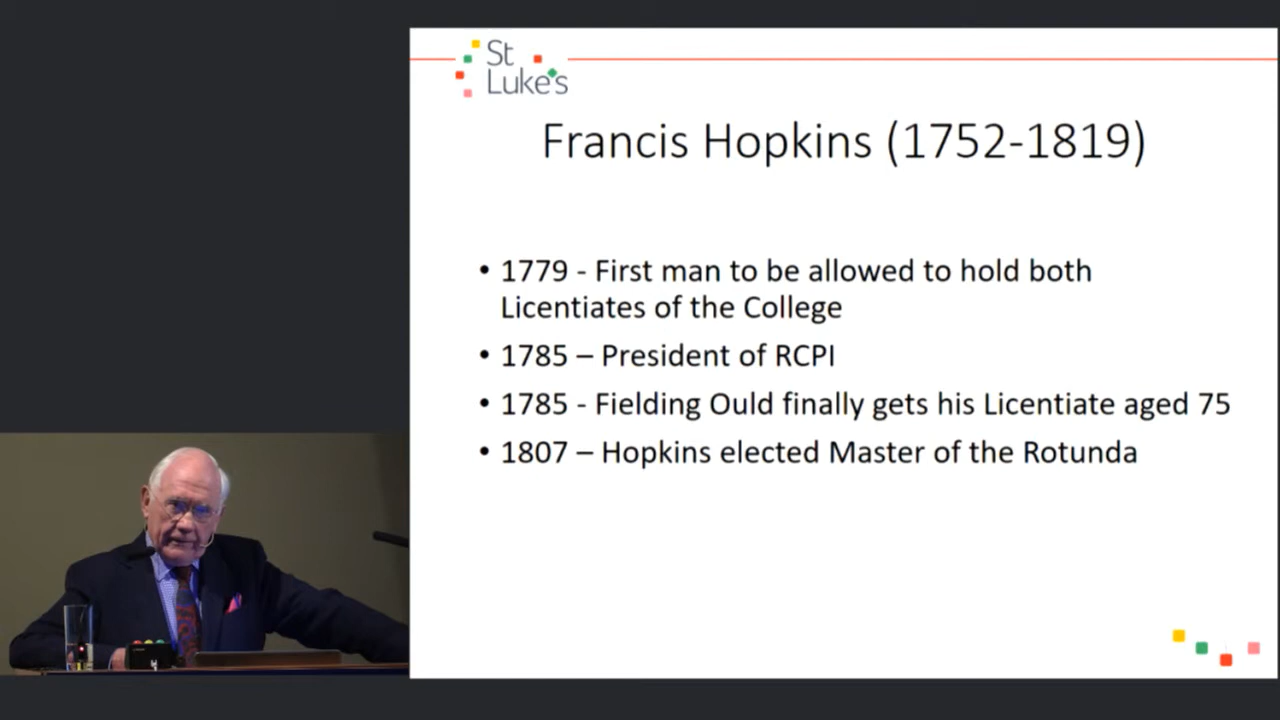 St
Luke's
Francis Hopkins (1752-1819)
• 1779 - First man to be allowed to hold both
Licentiates of the College
• 1785 – President of RCPI
• 1785 - Fielding Ould finally gets his Licentiate aged 75
• 1807 – Hopkins elected Master of the Rotunda